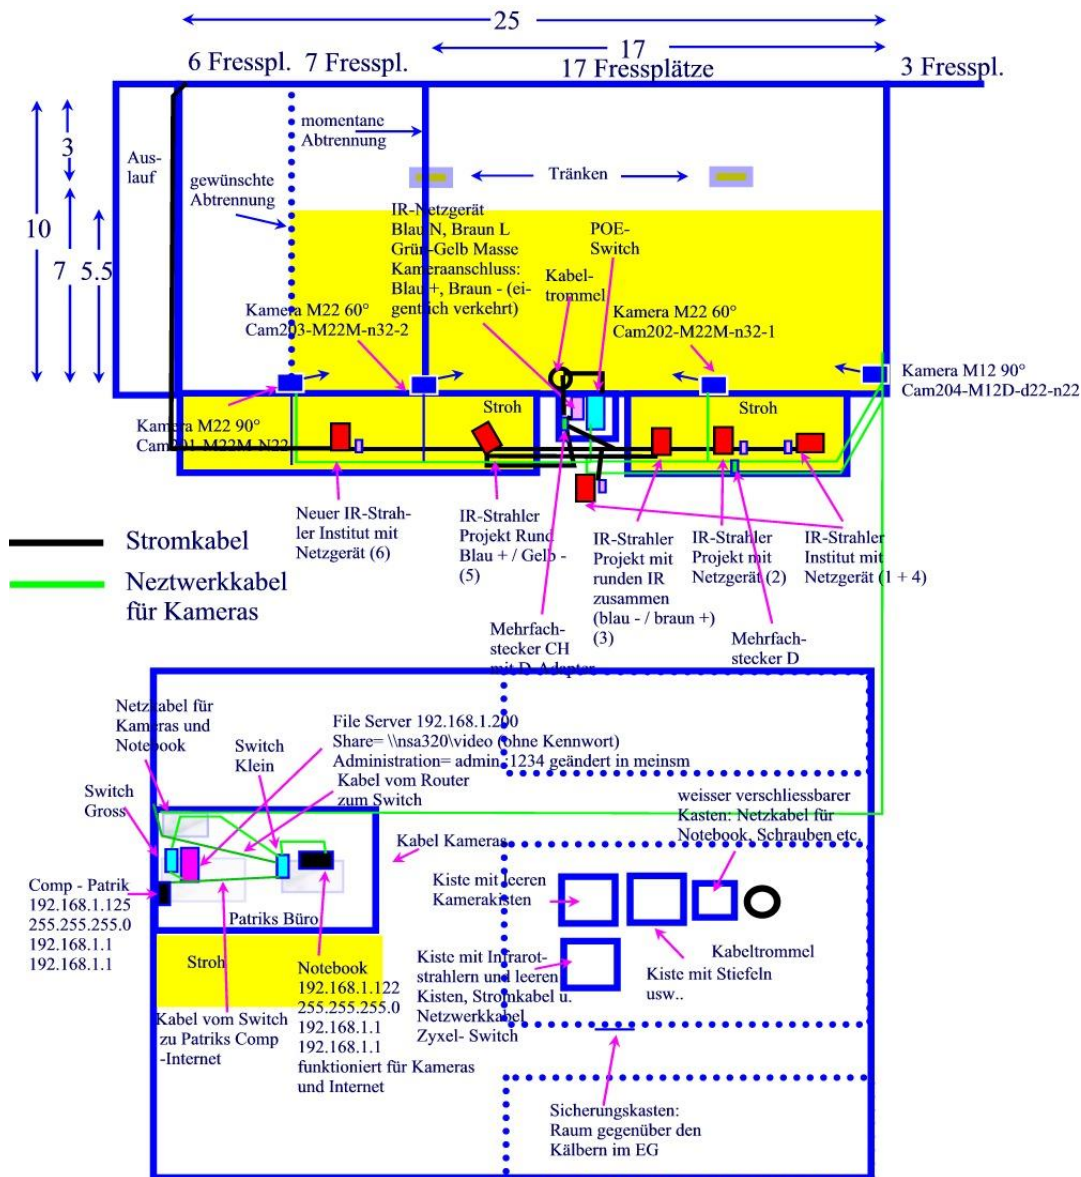 25
17
6 Fresspl.
7 Fressspl.
17 Fressplätze
3 Fresspl.
momentane
Abtrennung
3
Aus-
lauf
gewünschte
Abtrennung
Tränken
10
7
5.5
IR-Netzgerät
Blau N, Braun L
Grün-Gelb Masse
Kameraanschluss:
Blau +, Braun - (ei-
gentlich verkehrt)
POE-
Switch
Kabel-
trommel
Kamera M22 60°
Cam203-M22M-n32-2
Kamera M22 60°
Cam202-M22M-n32-1
Kamera M12 90°
Cam204-M12D-d22-n22
Kamera M22 90°
Cam201-M22M-N22
Stroh
Stroh
Neuer IR-Strah-
ler Institut mit
Netzgerät (6)
IR-Strahler
Projekt Rund
Blau + / Gelb -
(5)
IR-Strahler
Projekt mit
runden IR
zusammen
(blau - / braun +)
(3)
IR-Strahler
Projekt mit
Netzgerät (2)
IR-Strahler
Institut mit
Netzgerät (1 + 4)
Stromkabel
Neztwerkkabel
für Kameras
Mehrfach-
stecker CH
mit D-Adapter
Mehrfach-
stecker D
Netzkabel für
Kameras und
Notebook
Switch
Klein
File Server 192.168.1.200
Share= \\nsa320\video (ohne Kennwort)
Administration= admin :1234 geändert in meinsm
Kabel vom Router
zum Switch
Switch
Gross
weisser verschliessbarer
Kasten: Netzkabel für
Notebook, Schrauben etc.
Kabel Kameras
Comp - Patrik
192.168.1.125
255.255.255.0
192.168.1.1
192.168.1.1
Patriks Büro
Kiste mit leeren
Kamerakisten
Kabeltrommel
Kiste mit Stiefeln
usw..
Stroh
Notebook
192.168.1.122
255.255.255.0
192.168.1.1
192.168.1.1
funktioniert für Kameras
und Internet
Kiste mit Infrarot-
strahlern und leeren
Kisten, Stromkabel u.
Netzwerkkabel
Zyxel- Switch
Kabel vom Switch
zu Patriks Comp
-Internet
Sicherungskasten:
Raum gegenüber den
Kälbern im EG